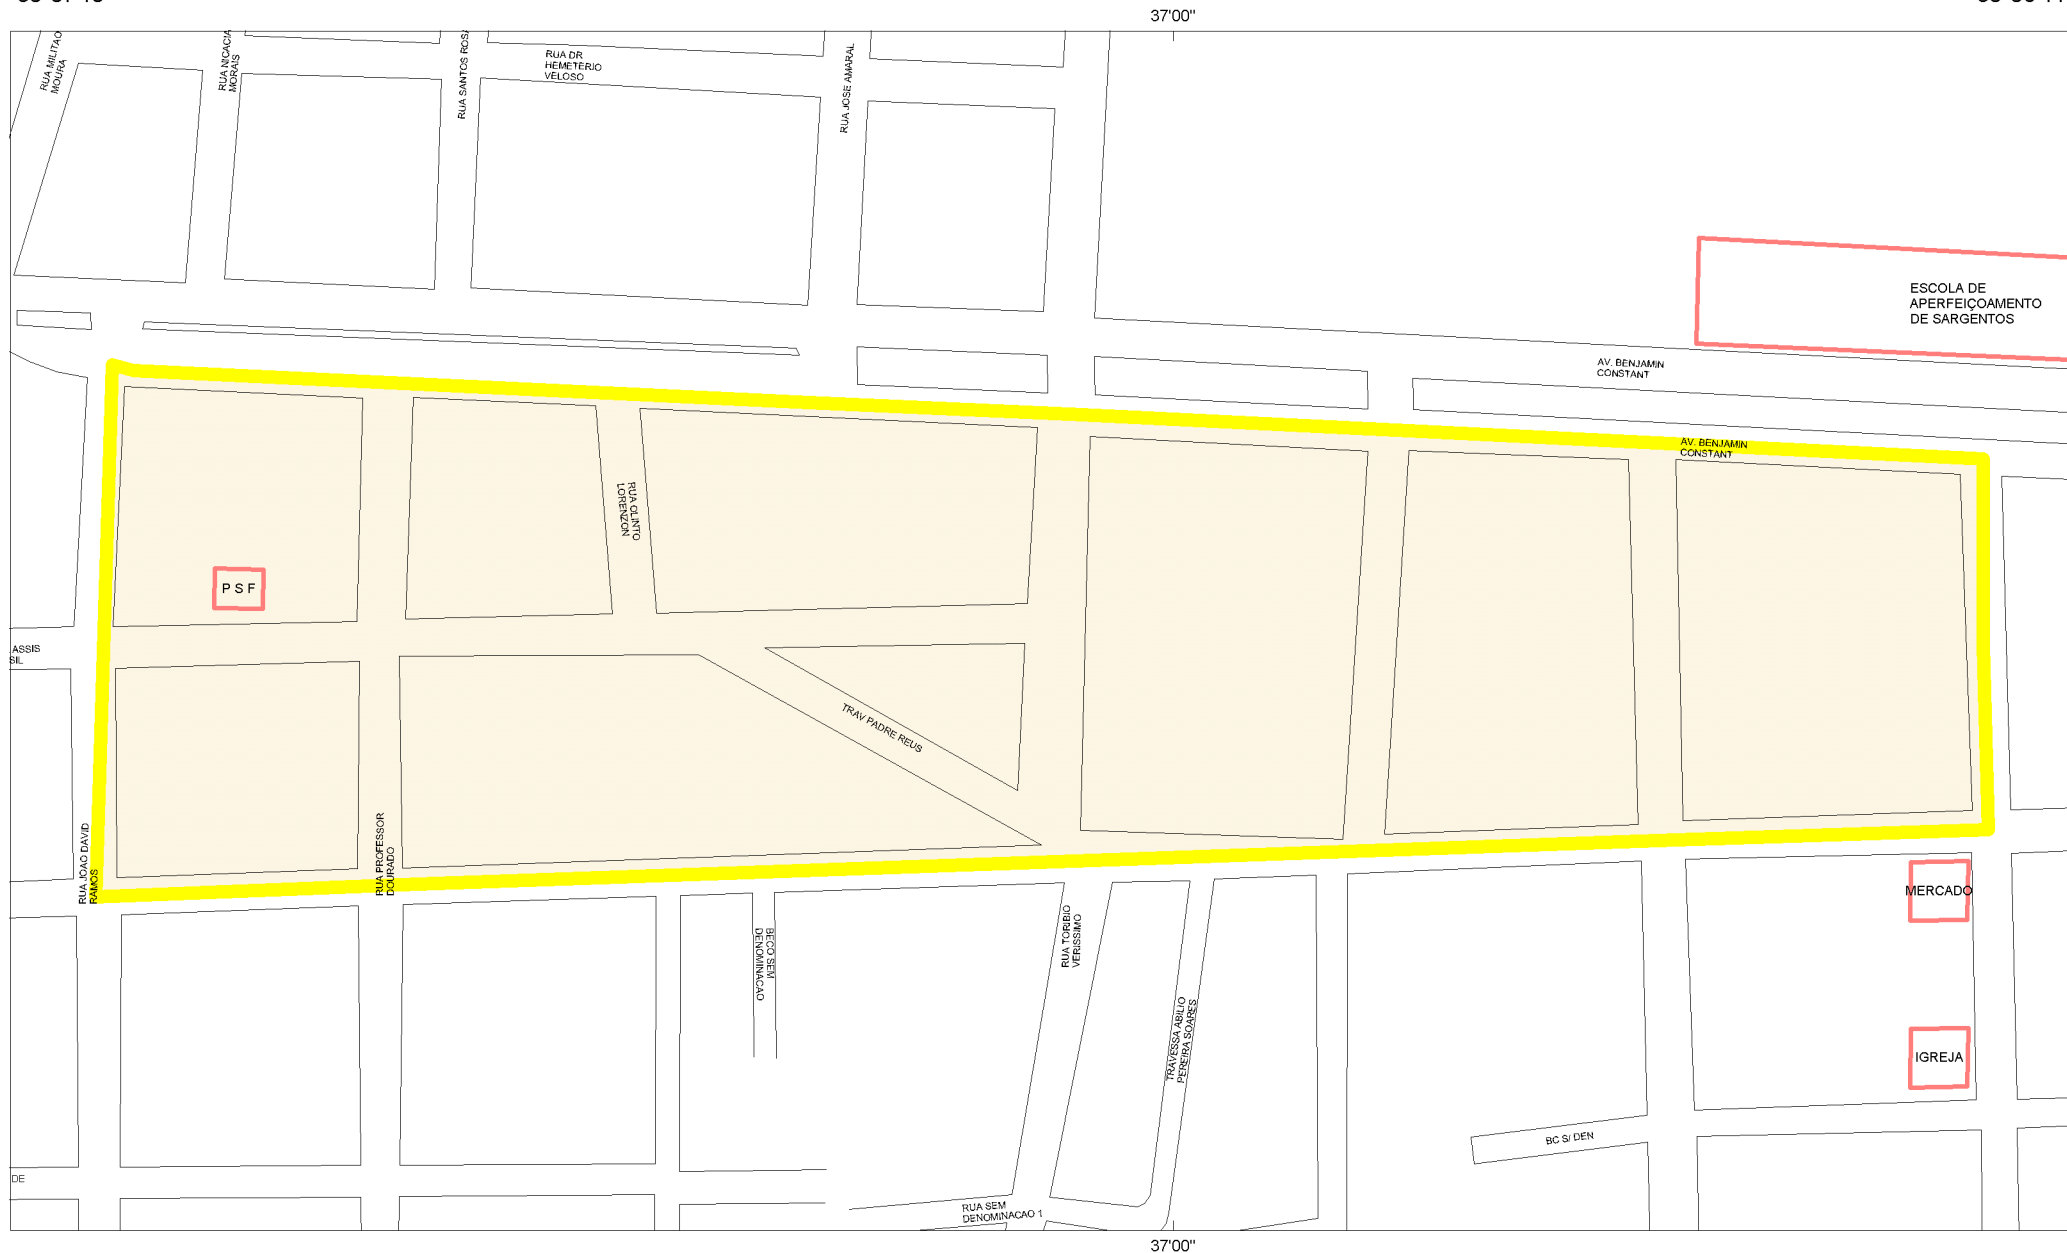 37'00"
RUA MILITAO
MOURA
RUA NICACIA
MORAIS
RUA SANTOS ROSA
RUA DR
HEMETERIO
VELOSO
RUA JOSE AMARAL
ESCOLA DE
APERFEIÇOAMENTO
DE SARGENTOS
AV. BENJAMIN
CONSTANT
AV. BENJAMIN
CONSTANT
RUA OLINTO
LORENZON
P S F
ASSIS
SIL
TRAV PADRE REUS
RUA JOAO DAVID
RAMOS
RUA PROFESSOR
DOURADO
MERCADO
BECO SEM
DENOMINACAO
RUA TORIBIO
VERISSIMO
TRAVESSA ABILIO
PEREIRA SOARES
IGREJA
BC S/ DEN
DE
RUA SEM
DENOMINACAO 1
37'00"